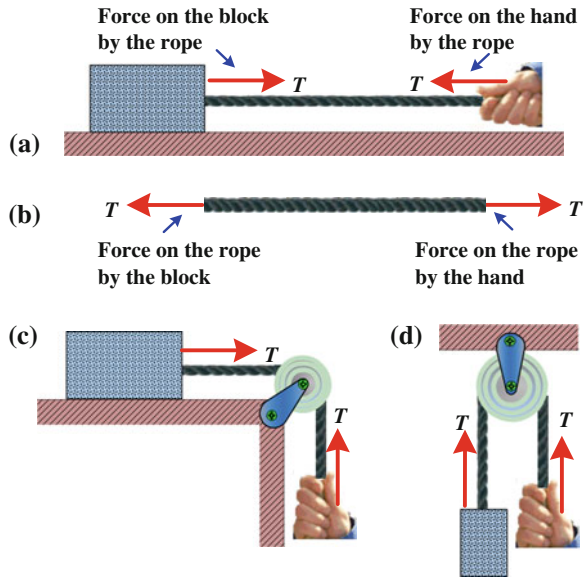 Force on the block
by the rope
Force on the hand
by the rope
T
T
(a)
(b)
T
T
Force on the rope
by the block
Force on the rope
by the hand
(c)
T
T
(d)
T
T